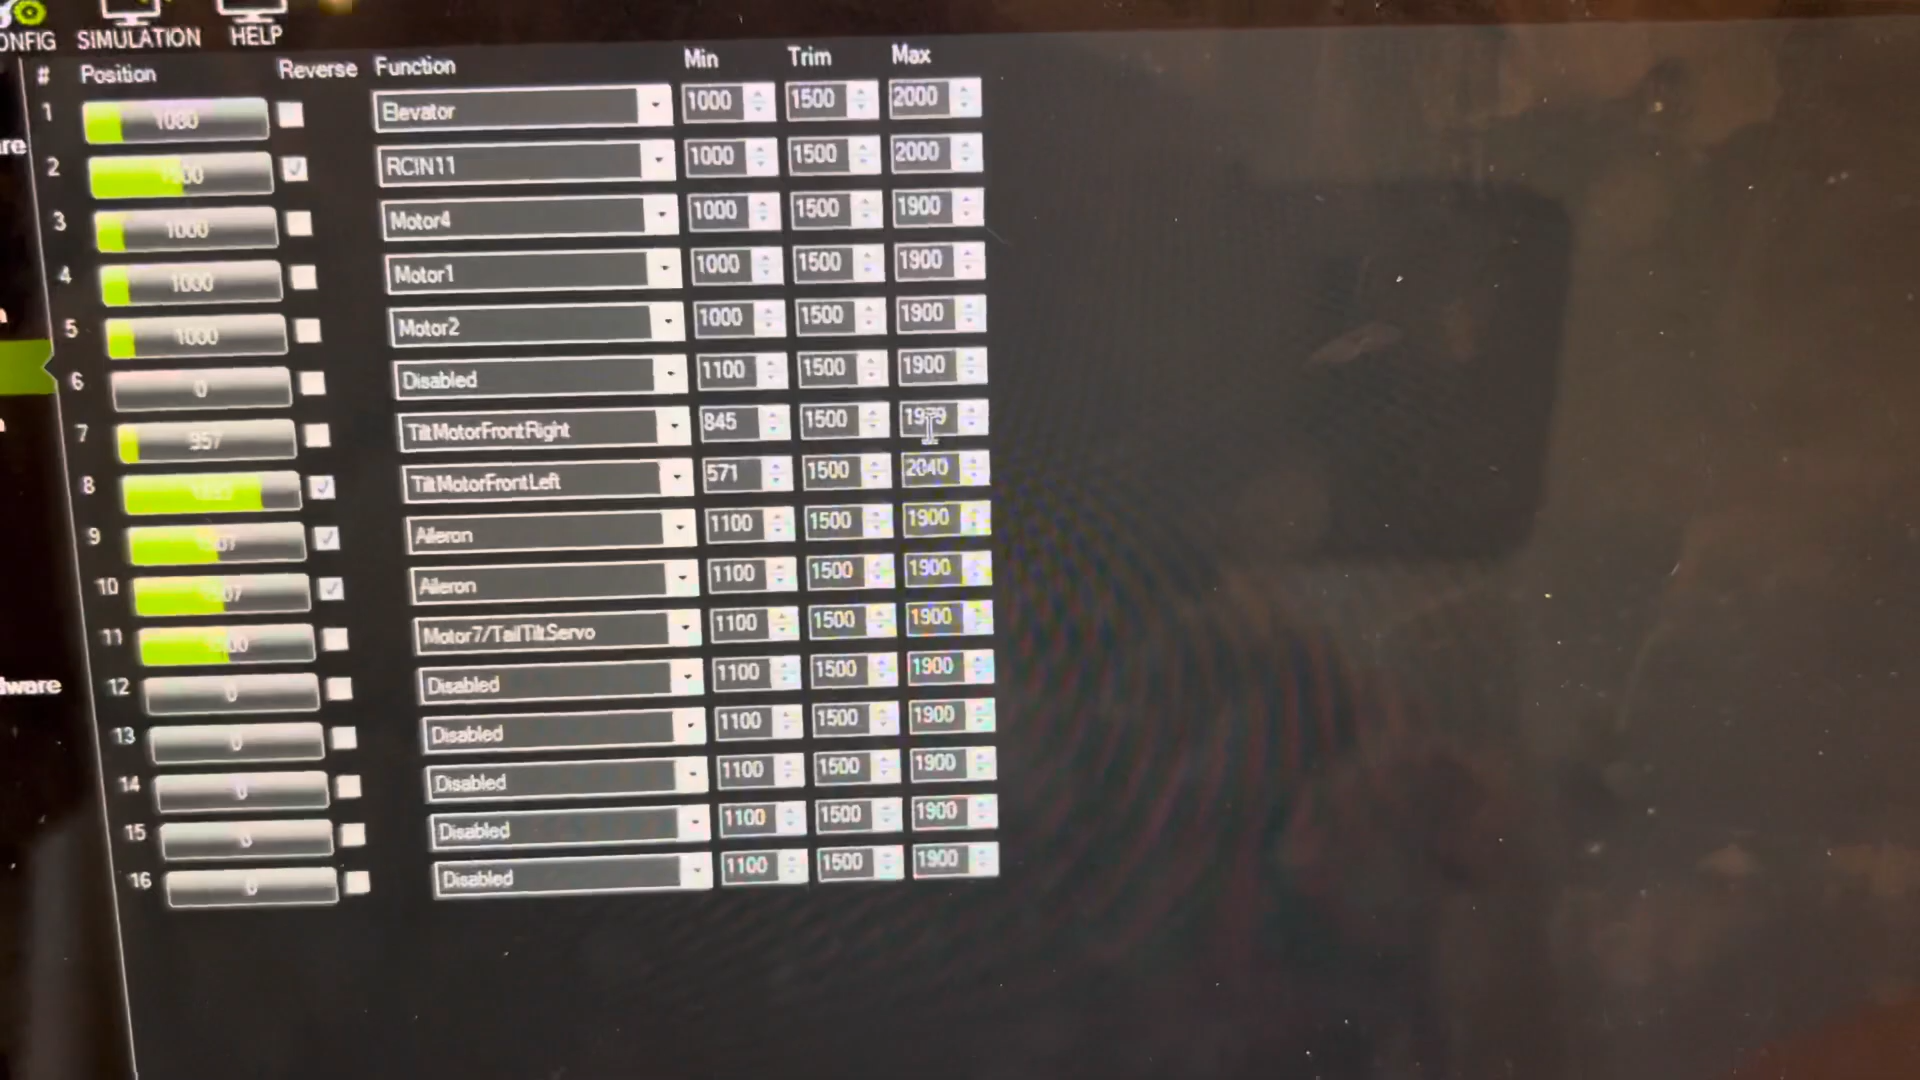 ONFIG SIMULATION HELP
# Position Reverse Function Min Trim Max
1 1080 Elevator 1000 1500 2000
2 RCIN11 1000 1500 2000
3 1000 Motor4 1000 1500 1900
4 1000 Motor1 1000 1500 1900
5 1000 Motor2 1000 1500 1900
6 0 Disabled 1100 1500 1900
7 957 TiltMotorFrontRight 845 1500
8 TiltMotorFrontLeft 571 1500 2040
9 Aileron 1100 1500 1900
10 Aileron 1100 1500 1900
11 Motor7/TailTiltServo 1100 1500 1900
12 0 Disabled 1100 1500 1900
13 0 Disabled 1100 1500 1900
14 0 Disabled 1100 1500 1900
15 0 Disabled 1100 1500 1900
16 0 Disabled 1100 1500 1900